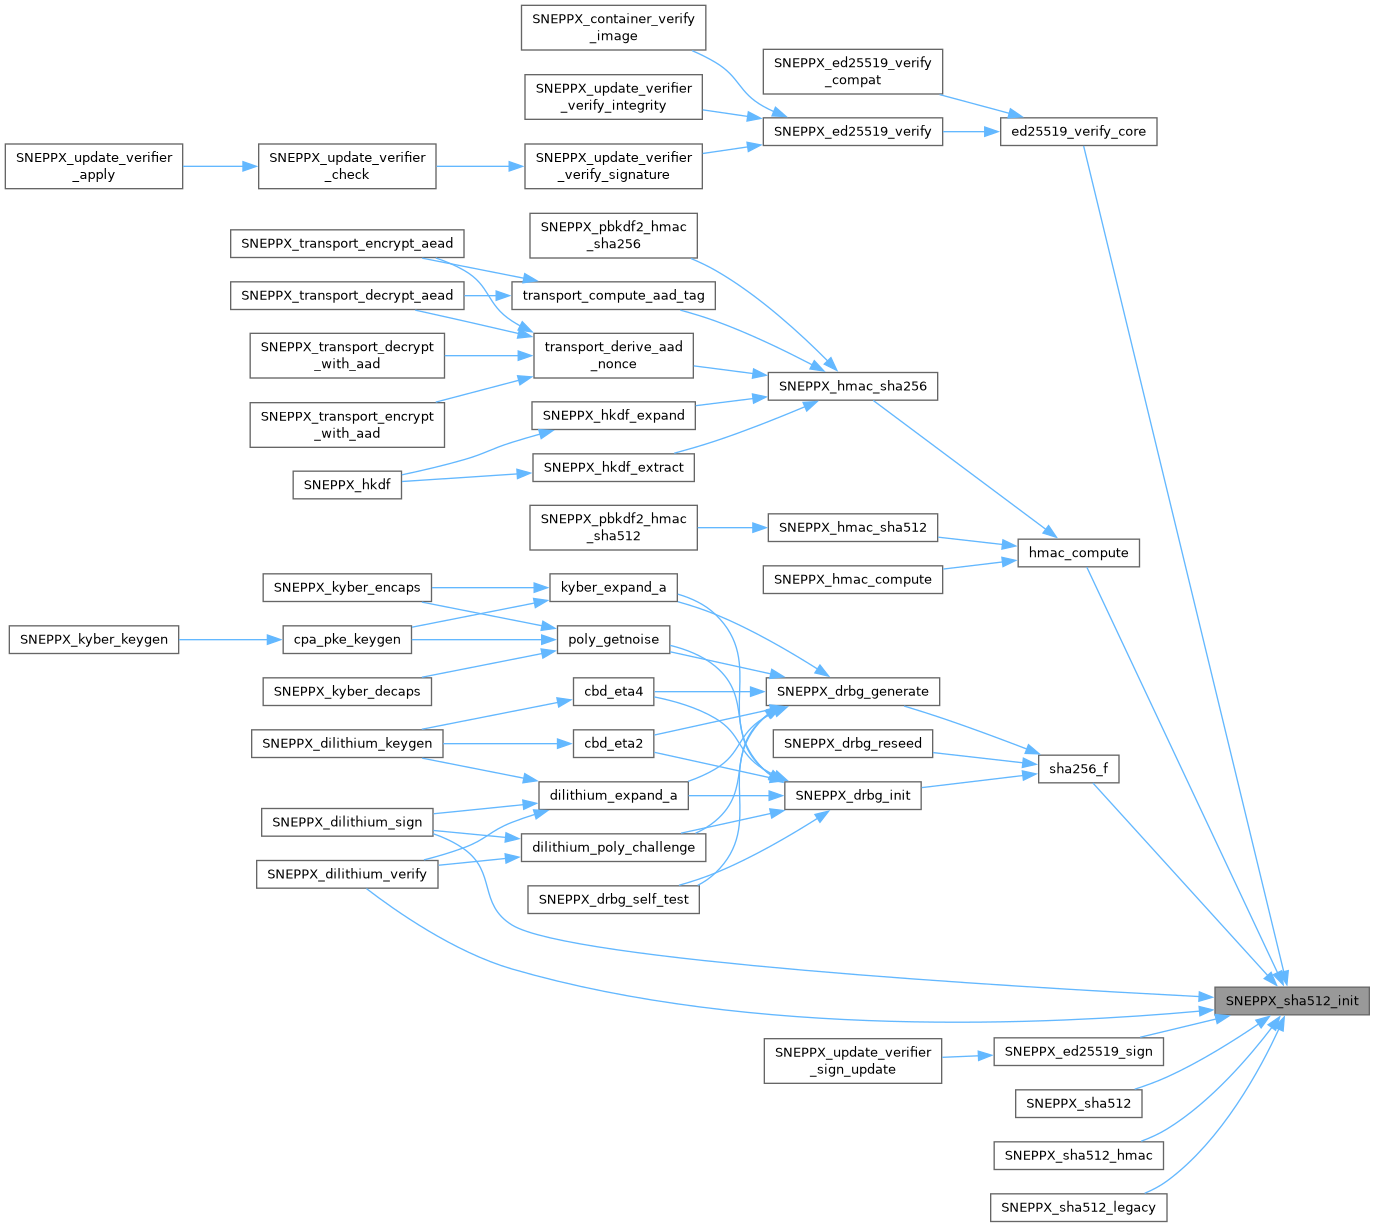 SNEPPX_container_verify
_image
SNEPPX_ed25519_verify
_compat
SNEPPX_update_verifier
_verify_integrity
SNEPPX_ed25519_verify
ed25519_verify_core
SNEPPX_update_verifier
_apply
SNEPPX_update_verifier
_check
SNEPPX_update_verifier
_verify_signature
SNEPPX_pbkdf2_hmac
_sha256
SNEPPX_transport_encrypt_aead
SNEPPX_transport_decrypt_aead
transport_compute_aad_tag
SNEPPX_transport_decrypt
_with_aad
transport_derive_aad
_nonce
SNEPPX_hmac_sha256
SNEPPX_transport_encrypt
_with_aad
SNEPPX_hkdf_expand
SNEPPX_hkdf_extract
SNEPPX_hkdf
SNEPPX_pbkdf2_hmac
_sha512
SNEPPX_hmac_sha512
hmac_compute
SNEPPX_hmac_compute
SNEPPX_kyber_encaps
kyber_expand_a
SNEPPX_kyber_keygen
cpa_pke_keygen
poly_getnoise
SNEPPX_kyber_decaps
cbd_eta4
SNEPPX_drbg_generate
SNEPPX_dilithium_keygen
cbd_eta2
SNEPPX_drbg_reseed
sha256_f
dilithium_expand_a
SNEPPX_drbg_init
SNEPPX_dilithium_sign
dilithium_poly_challenge
SNEPPX_dilithium_verify
SNEPPX_drbg_self_test
SNEPPX_sha512_init
SNEPPX_update_verifier
_sign_update
SNEPPX_ed25519_sign
SNEPPX_sha512
SNEPPX_sha512_hmac
SNEPPX_sha512_legacy